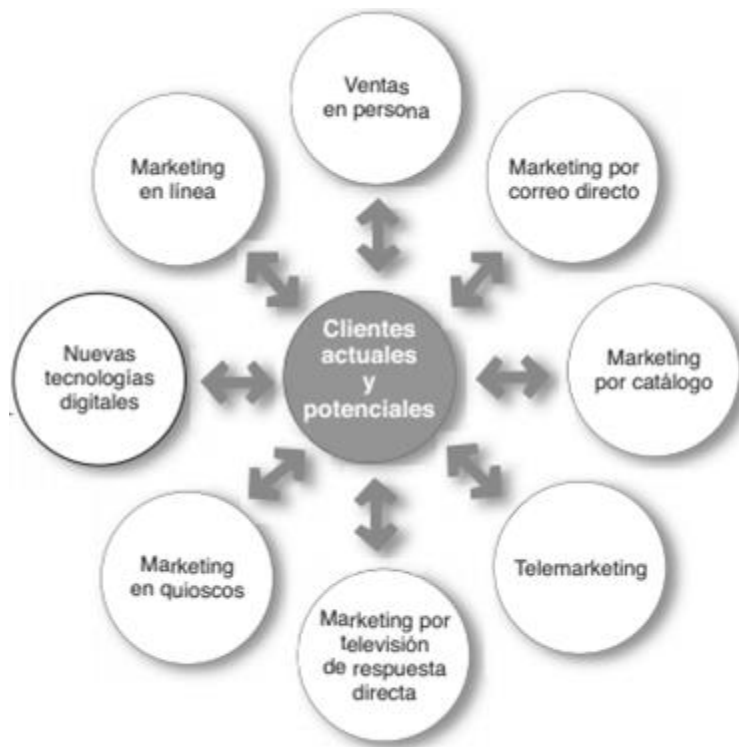 Ventas
en persona
Marketing por
correo directo
Marketing
por catálogo
Telemarketing
Marketing por
televisión
de respuesta
directa
Marketing
en quioscos
Nuevas
tecnologías
digitales
Marketing
en línea
Clientes
actuales
y
potenciales